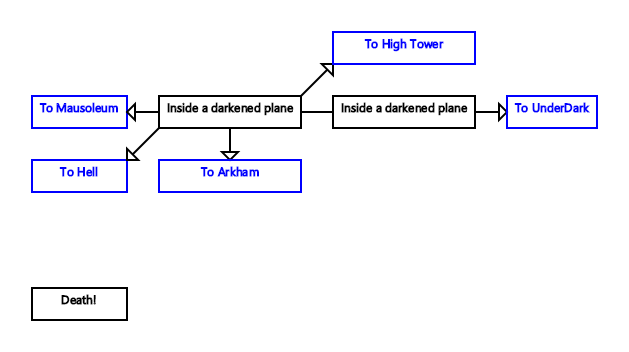 To High Tower
To Mausoleum
Inside a darkened plane
Inside a darkened plane
To UnderDark
To Hell
To Arkham
Death!